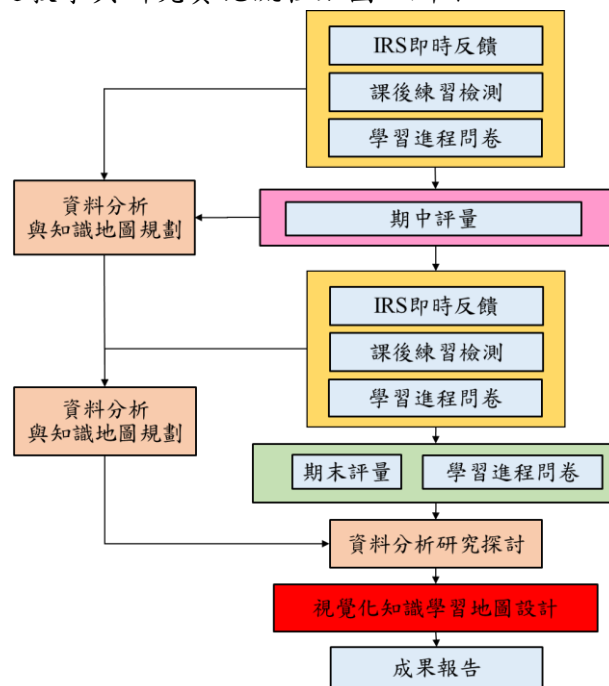 IRS即時反饋
課後練習檢測
學習進程問卷
資料分析
與知識地圖規劃
期中評量
IRS即時反饋
課後練習檢測
學習進程問卷
資料分析
與知識地圖規劃
期末評量
學習進程問卷
資料分析研究探討
視覺化知識學習地圖設計
成果報告